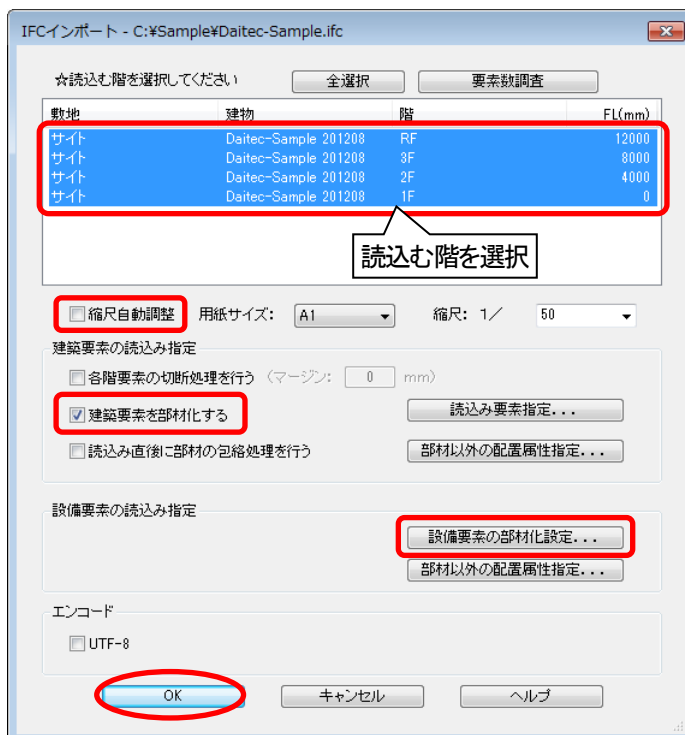 IFCインポート - C:¥Sample¥Daitec-Sample.ifc
☆読込む階を選択してください 全選択 要素数調査
敷地 建物 階 FL(mm)
サイト Daitec-Sample 201208 RF 12000
サイト Daitec-Sample 201208 3F 8000
サイト Daitec-Sample 201208 2F 4000
サイト Daitec-Sample 201208 1F 0
読込む階を選択
縮尺自動調整 用紙サイズ: A1 縮尺: 1/ 50
建築要素の読込み指定
各階要素の切断処理を行う (マージン: 0 mm)
建築要素を部材化する 読込み要素指定...
読込み直後に部材の包絡処理を行う 部材以外の配置属性指定...
設備要素の読込み指定
設備要素の部材化設定...
部材以外の配置属性指定...
エンコード
UTF-8
OK キャンセル ヘルプ